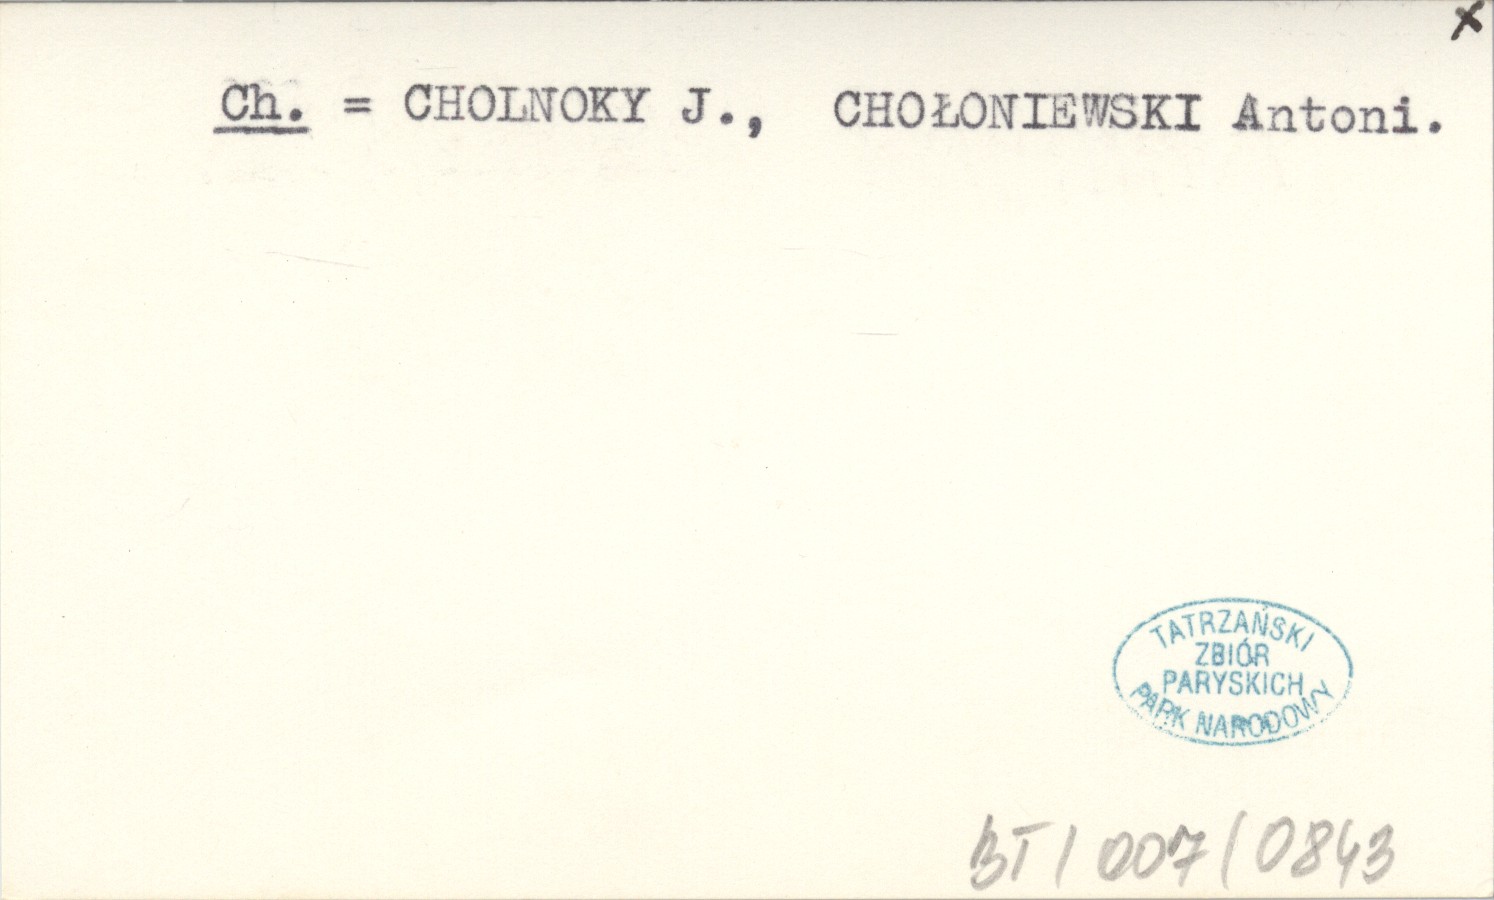 x
Ch. = CHOLNOKY J., CHOŁONIEWSKI Antoni.
TATRZAŃSKI
ZBIÓR
PARYSKICH
PARK NARODOWY
BT/007/0843